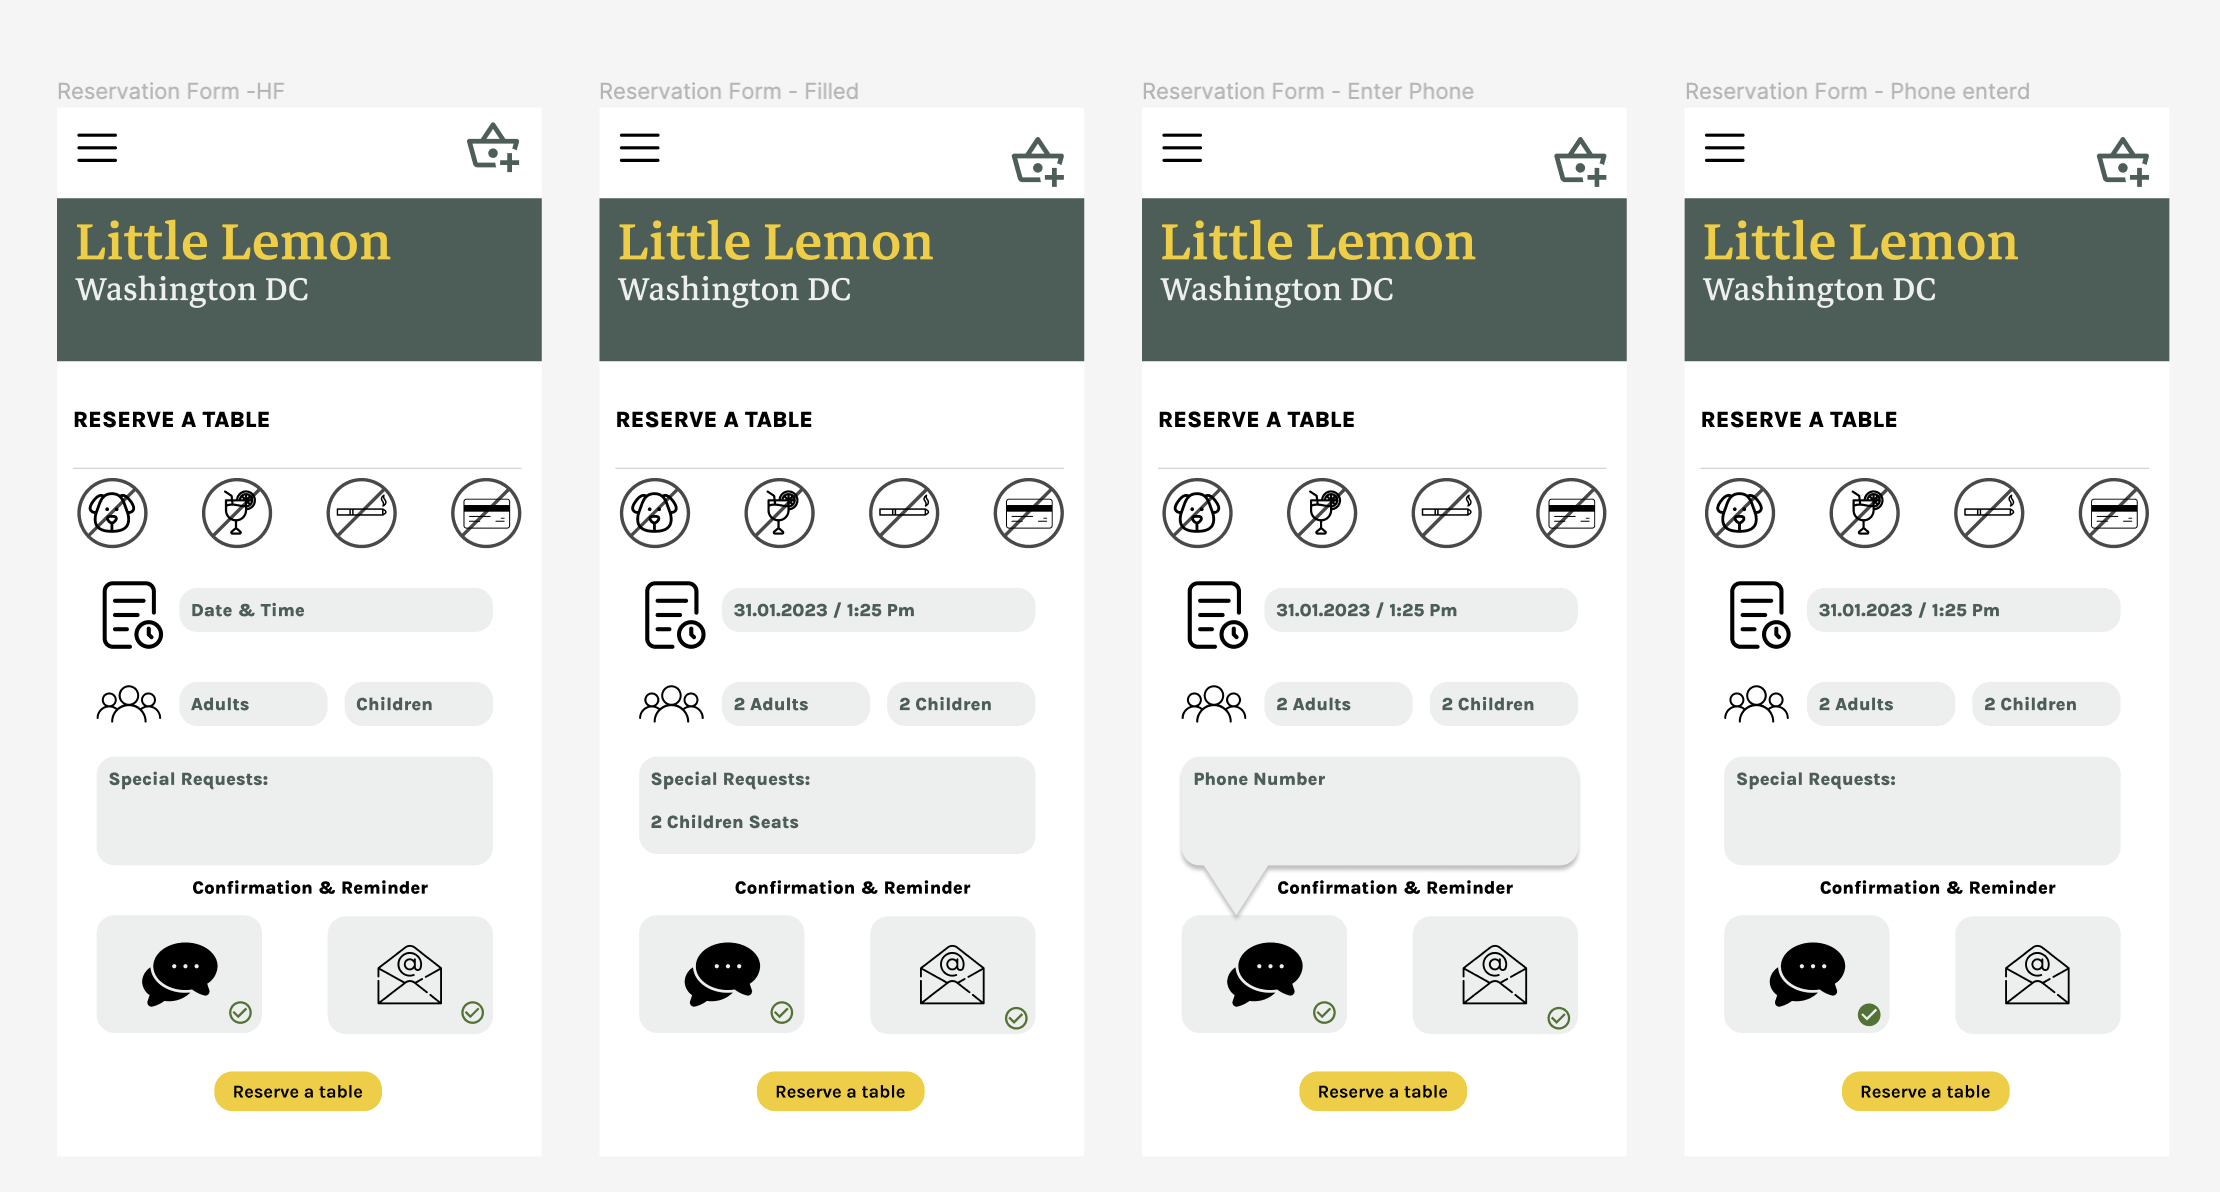 Reservation Form -HF
Little Lemon
Washington DC
RESERVE A TABLE
Date & Time
Adults
Children
Special Requests:
Confirmation & Reminder
@
Reserve a table
Reservation Form - Filled
Little Lemon
Washington DC
RESERVE A TABLE
31.01.2023 / 1:25 Pm
2 Adults
2 Children
Special Requests:
2 Children Seats
Confirmation & Reminder
@
Reserve a table
Reservation Form - Enter Phone
Little Lemon
Washington DC
RESERVE A TABLE
31.01.2023 / 1:25 Pm
2 Adults
2 Children
Phone Number
Confirmation & Reminder
@
Reserve a table
Reservation Form - Phone enterd
Little Lemon
Washington DC
RESERVE A TABLE
31.01.2023 / 1:25 Pm
2 Adults
2 Children
Special Requests:
Confirmation & Reminder
@
Reserve a table